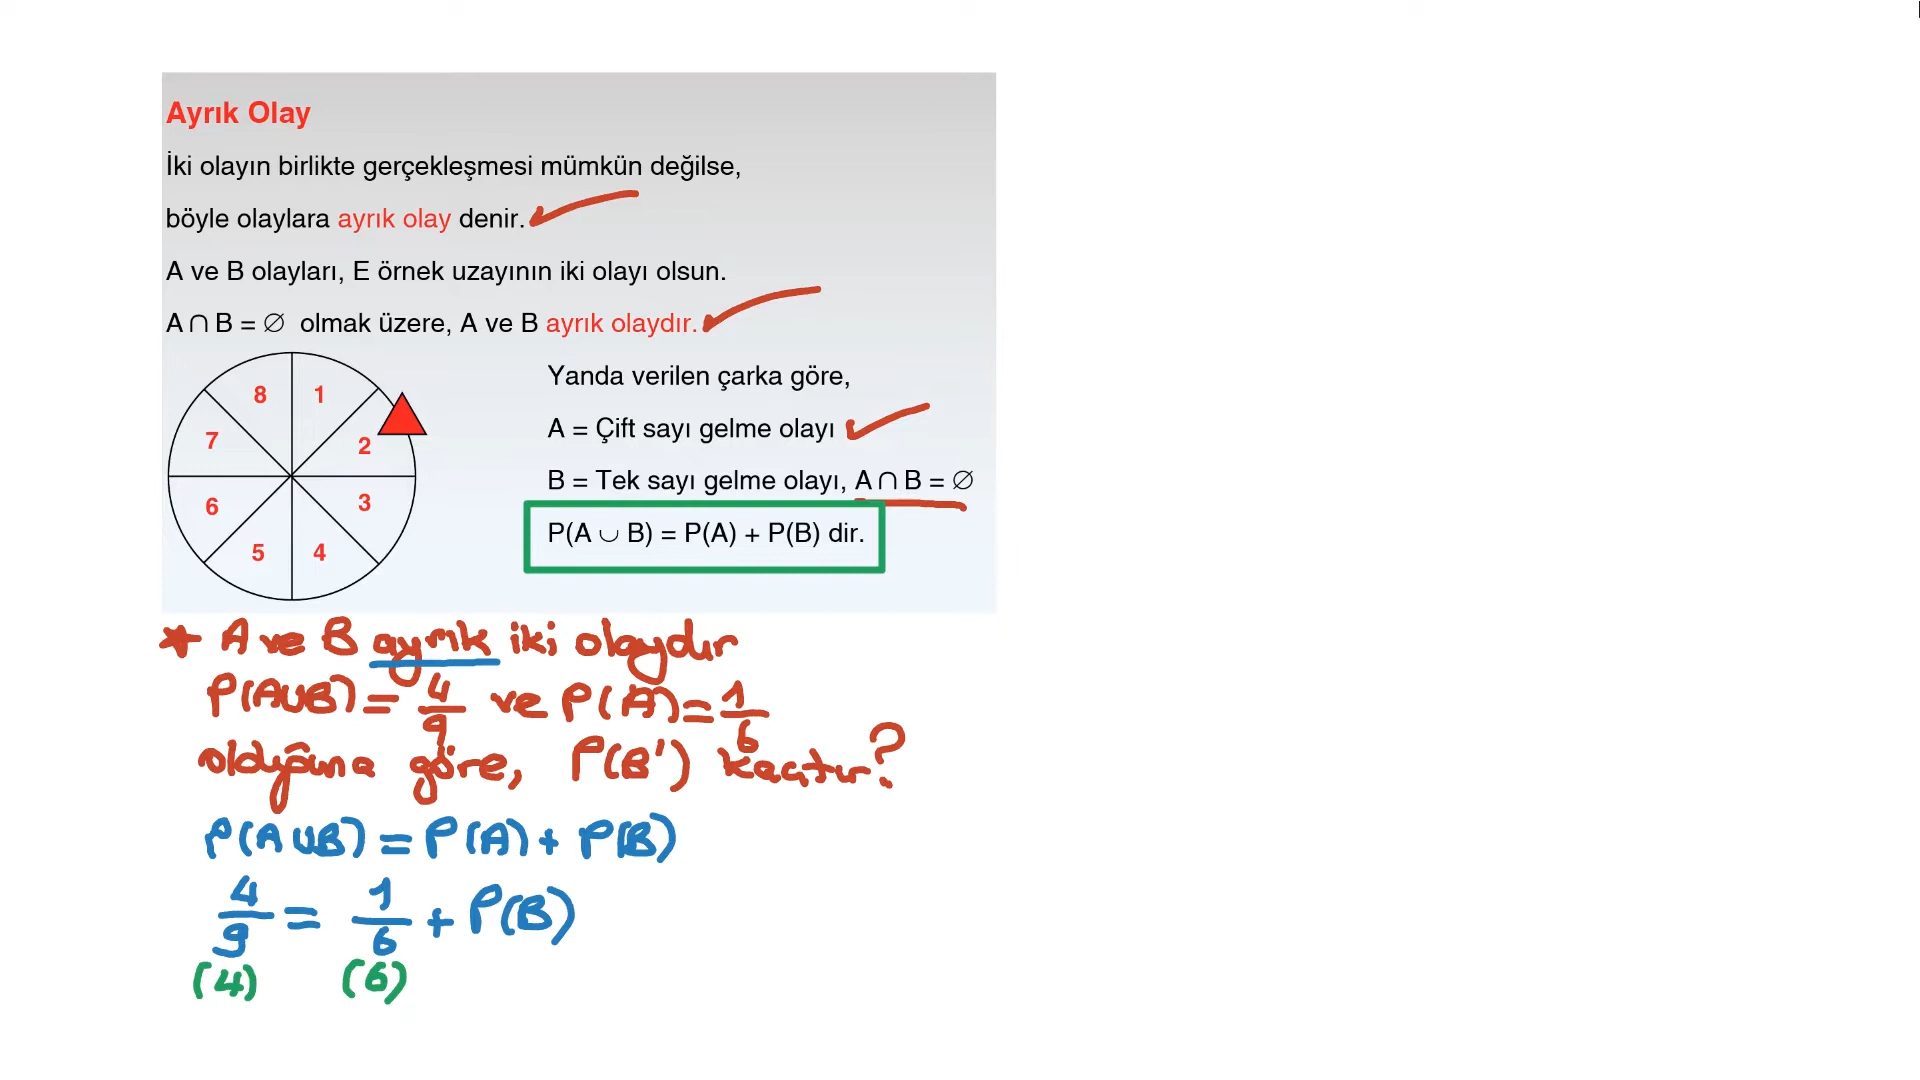 Ayrık Olay
İki olayın birlikte gerçekleşmesi mümkün değilse,
böyle olaylara ayrık olay denir.
A ve B olayları, E örnek uzayının iki olayı olsun.
A ∩ B = ∅ olmak üzere, A ve B ayrık olaydır.
8 1
7 2
6 3
5 4
Yanda verilen çarka göre,
A = Çift sayı gelme olayı
B = Tek sayı gelme olayı, A ∩ B = ∅
P(A ∪ B) = P(A) + P(B) dir.
* A ve B ayrık iki olaydır
P(A∪B) = 4/9 ve P(A) = 1/6
olduğuna göre, P(B') kaçtır?
P(A∪B) = P(A) + P(B)
4/9 = 1/6 + P(B)
(4) (6)